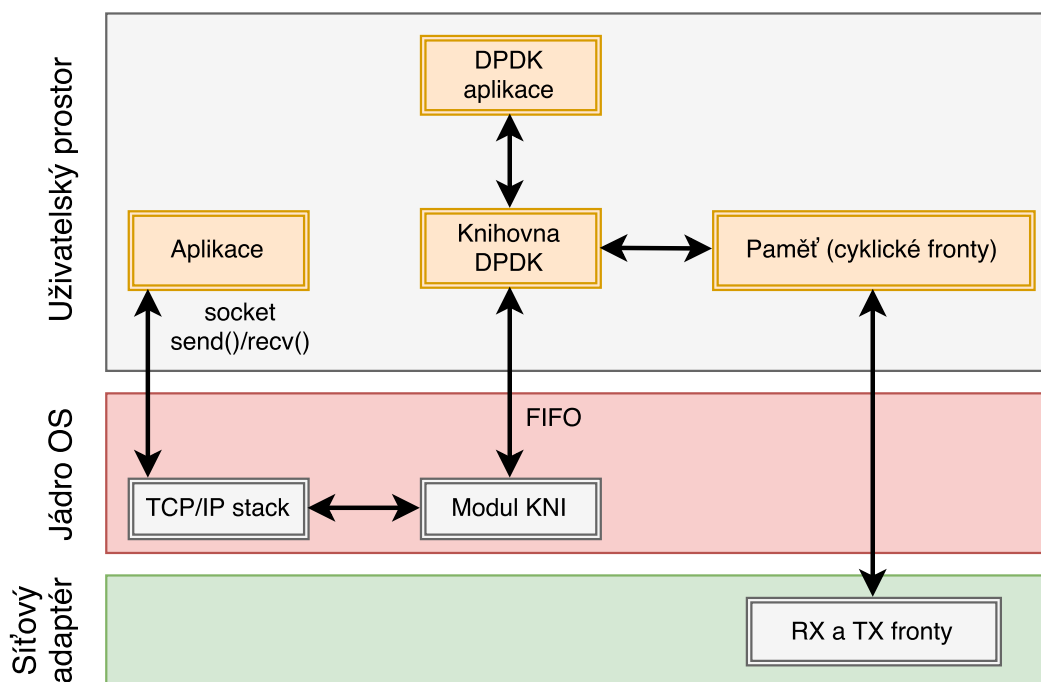 Uživatelský prostor
DPDK
aplikace
Aplikace
Knihovna
DPDK
Paměť (cyklické fronty)
socket
send()/recv()
Jádro OS
FIFO
TCP/IP stack
Modul KNI
Síťový
adaptér
RX a TX fronty